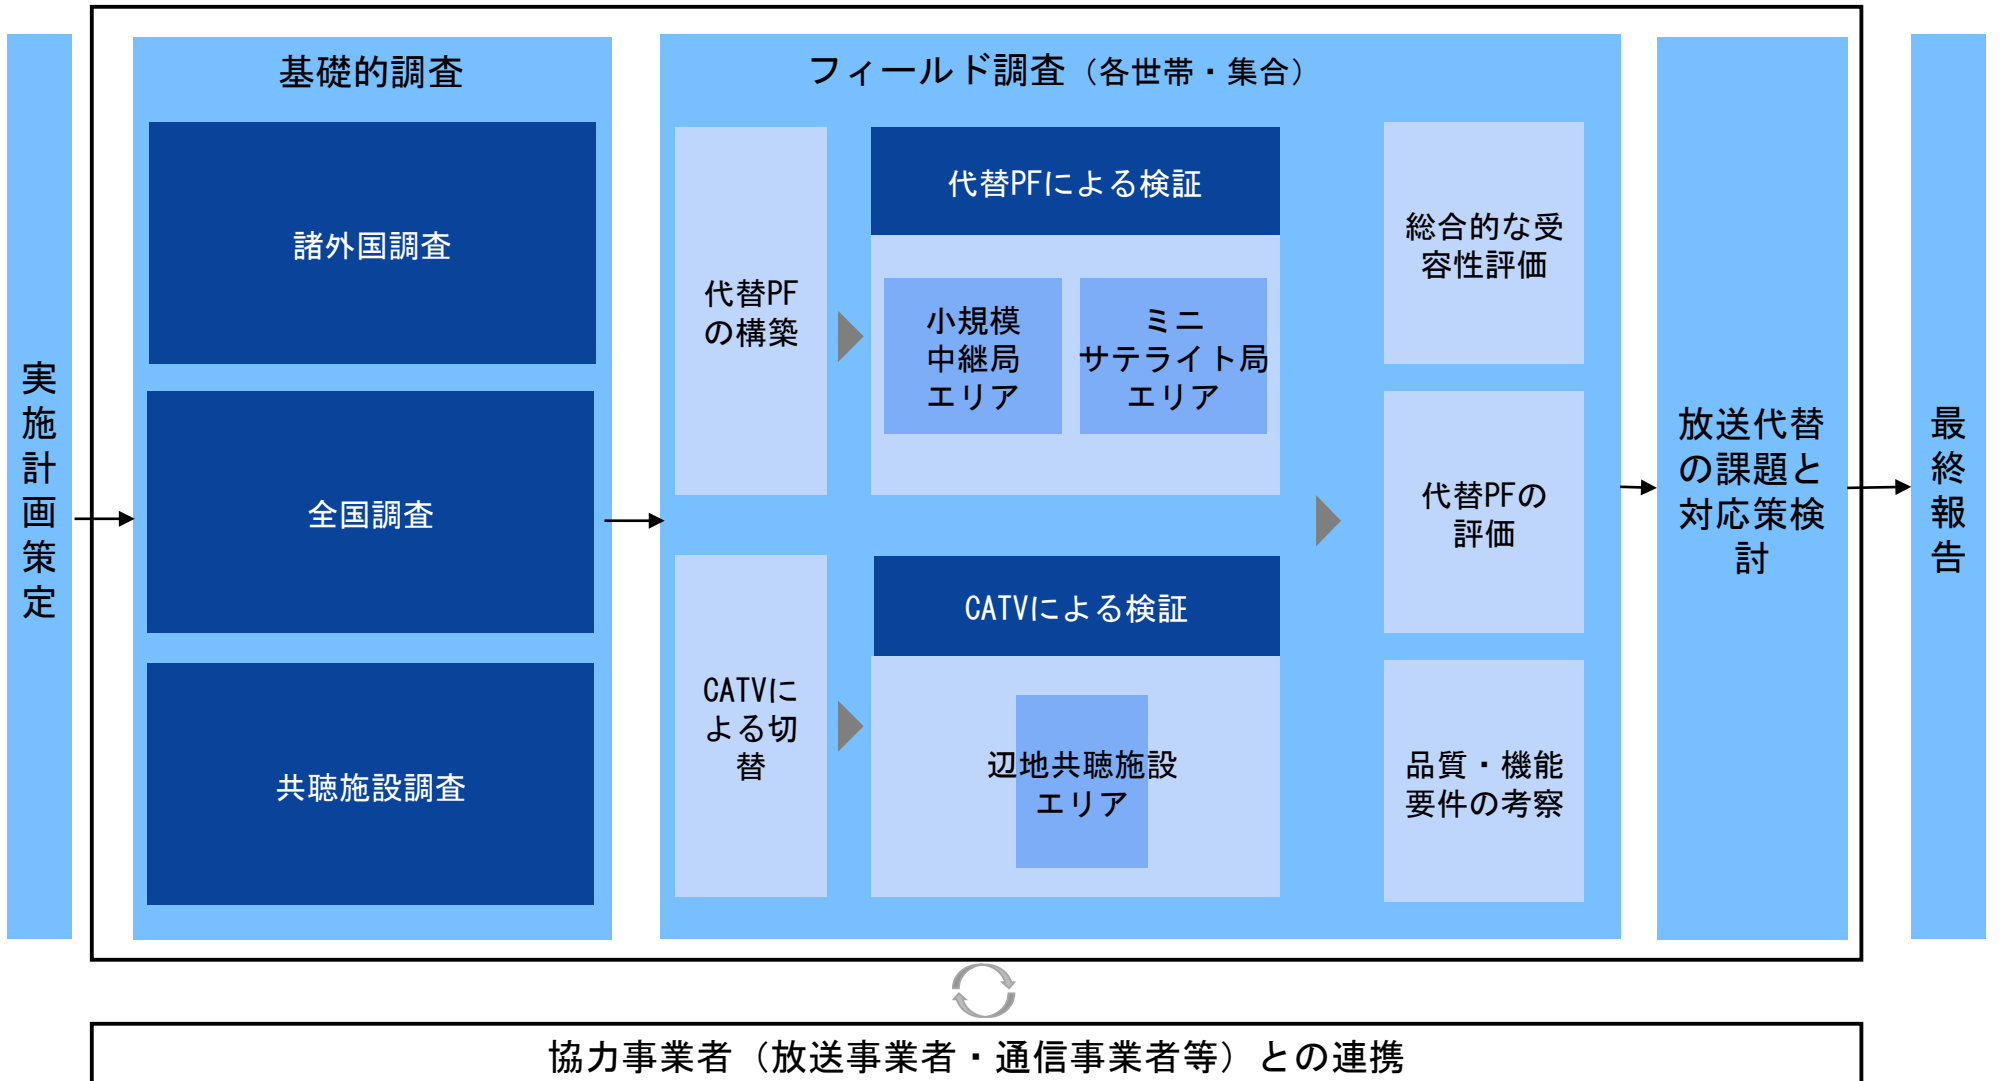 実施計画策定
基礎的調査
諸外国調査
全国調査
共聴施設調査
フィールド調査（各世帯・集合）
代替PF
の構築
代替PFによる検証
小規模
中継局
エリア
ミニ
サテライト局
エリア
CATVに
よる切
替
CATVによる検証
辺地共聴施設
エリア
総合的な受
容性評価
代替PFの
評価
品質・機能
要件の考察
放送代替
の課題と
対応策検
討
最終報告
協力事業者（放送事業者・通信事業者等）との連携